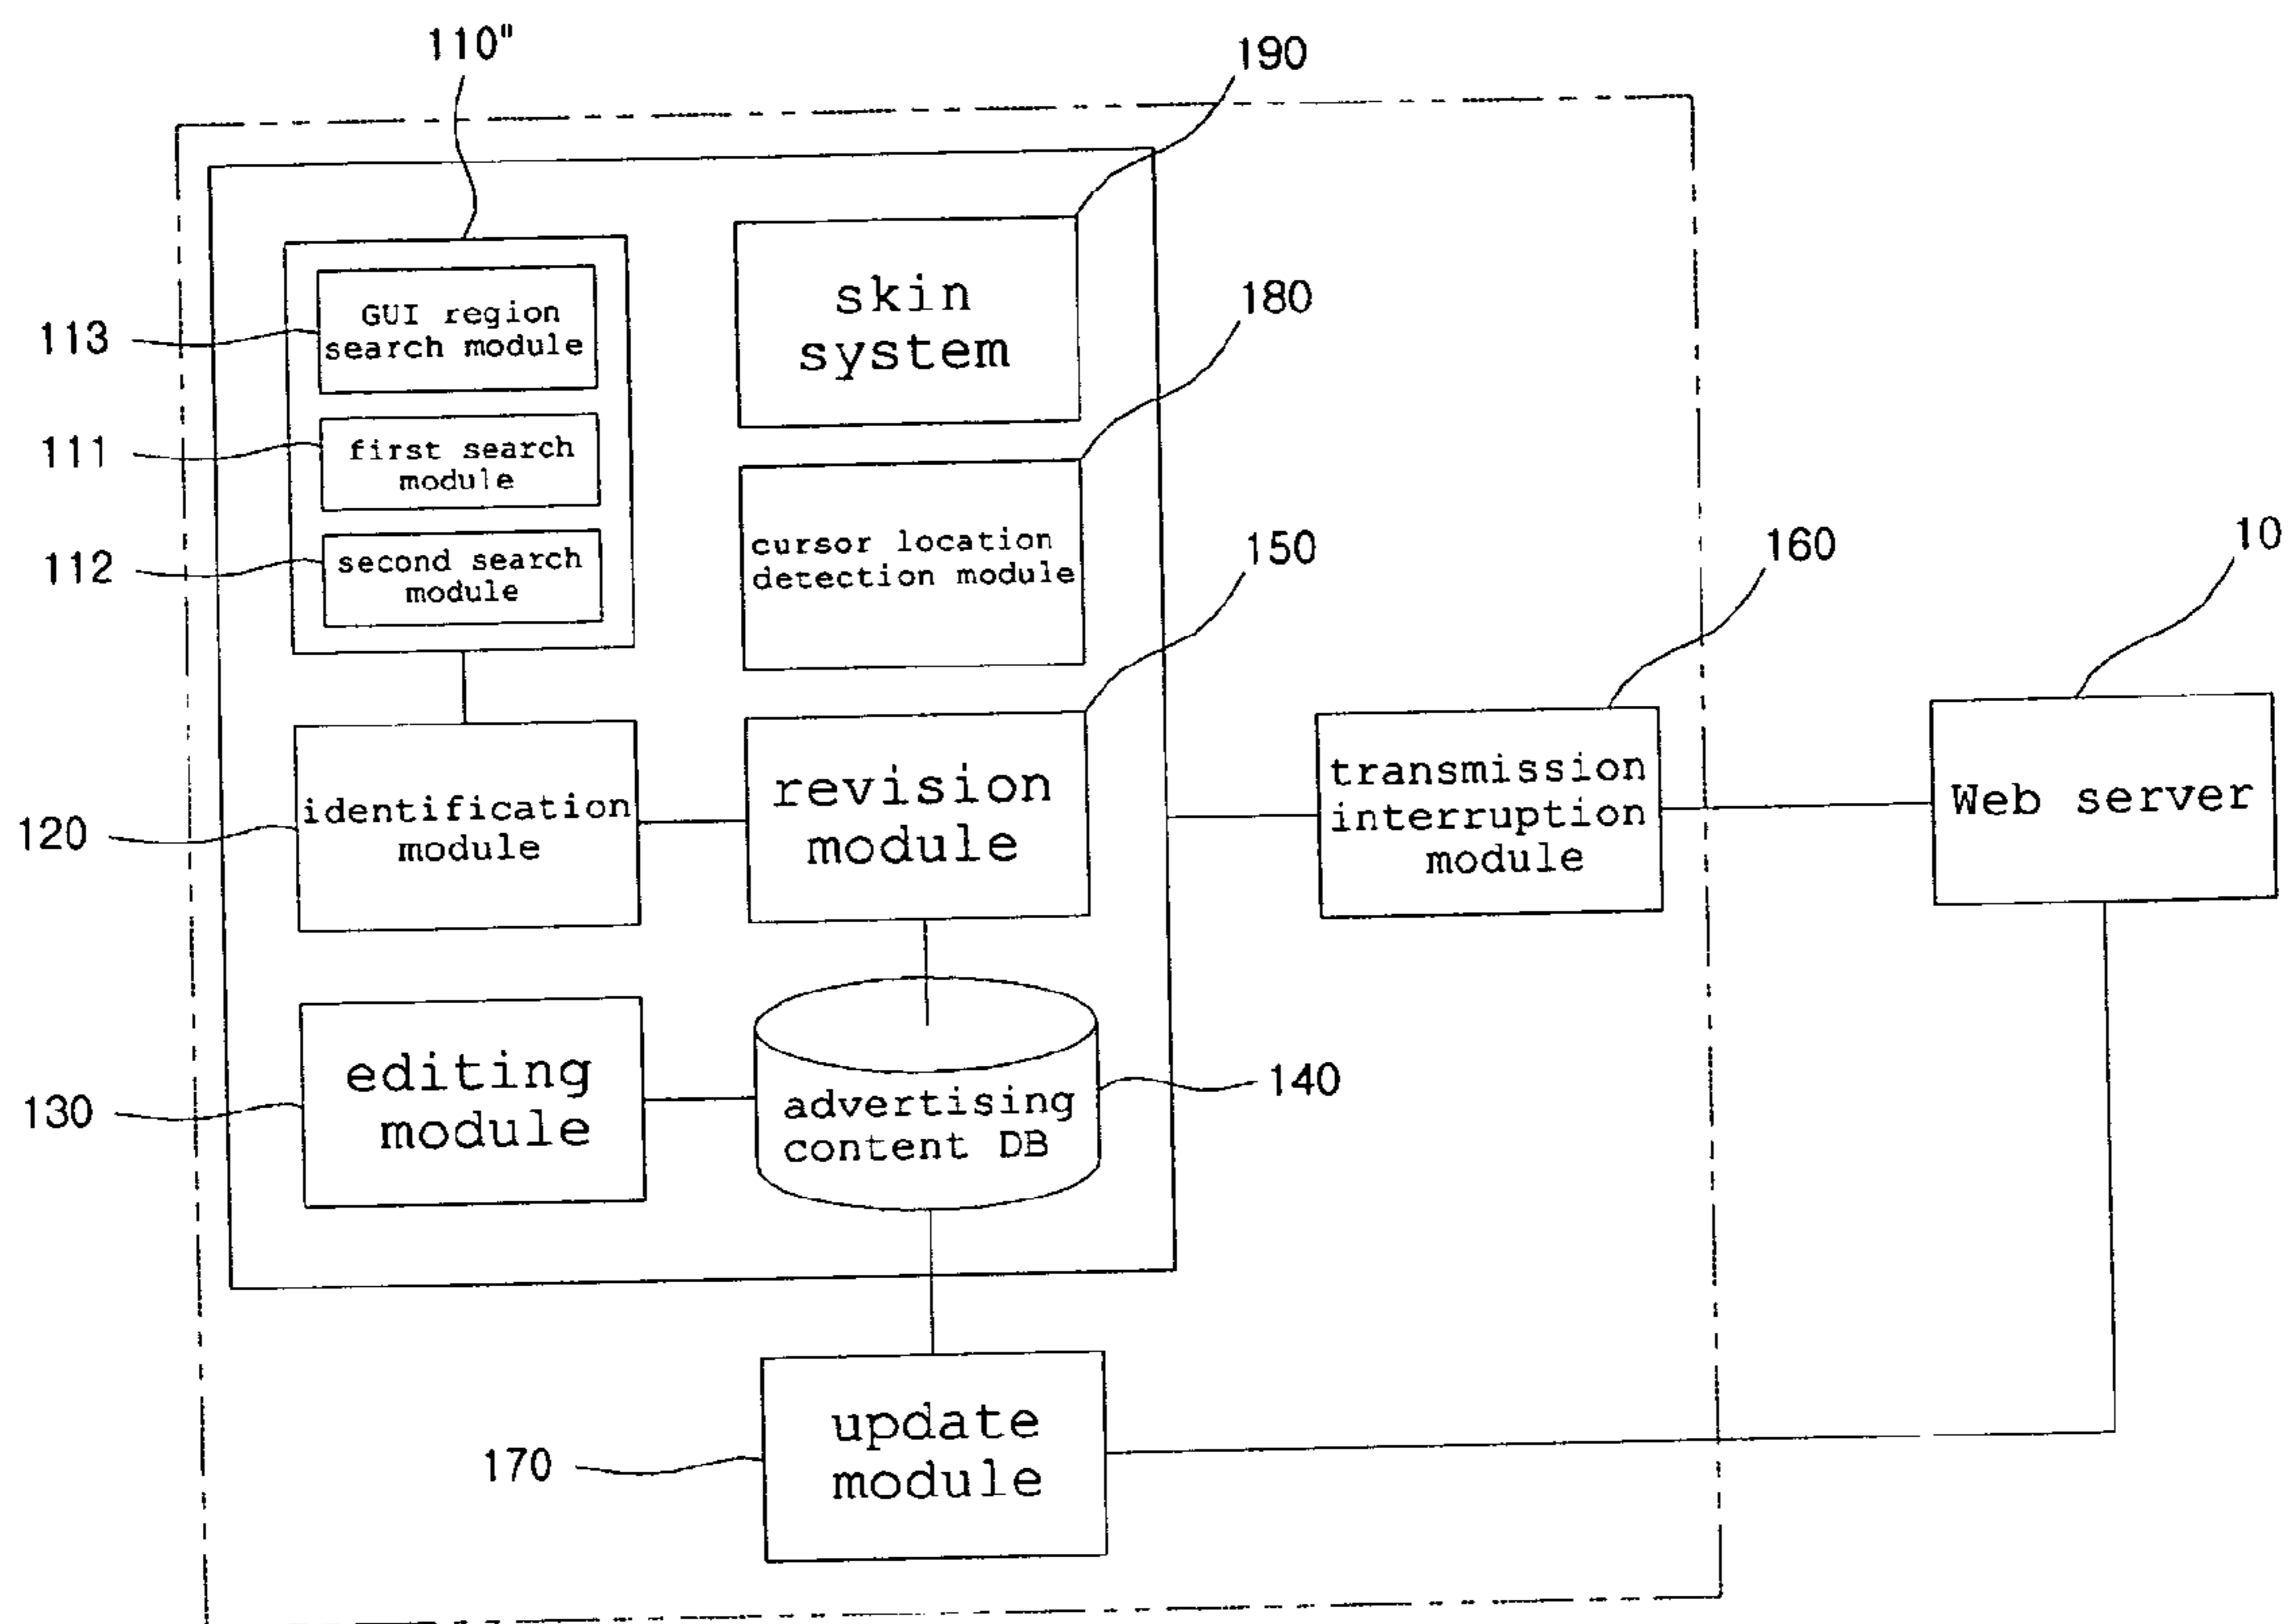 110"
190
GUI region
search module
113
skin
system
180
first search
module
111
second search
module
112
cursor location
detection module
150
160
10
identification
module
120
revision
module
transmission
interruption
module
Web server
editing
module
130
advertising
content DB
140
update
module
170